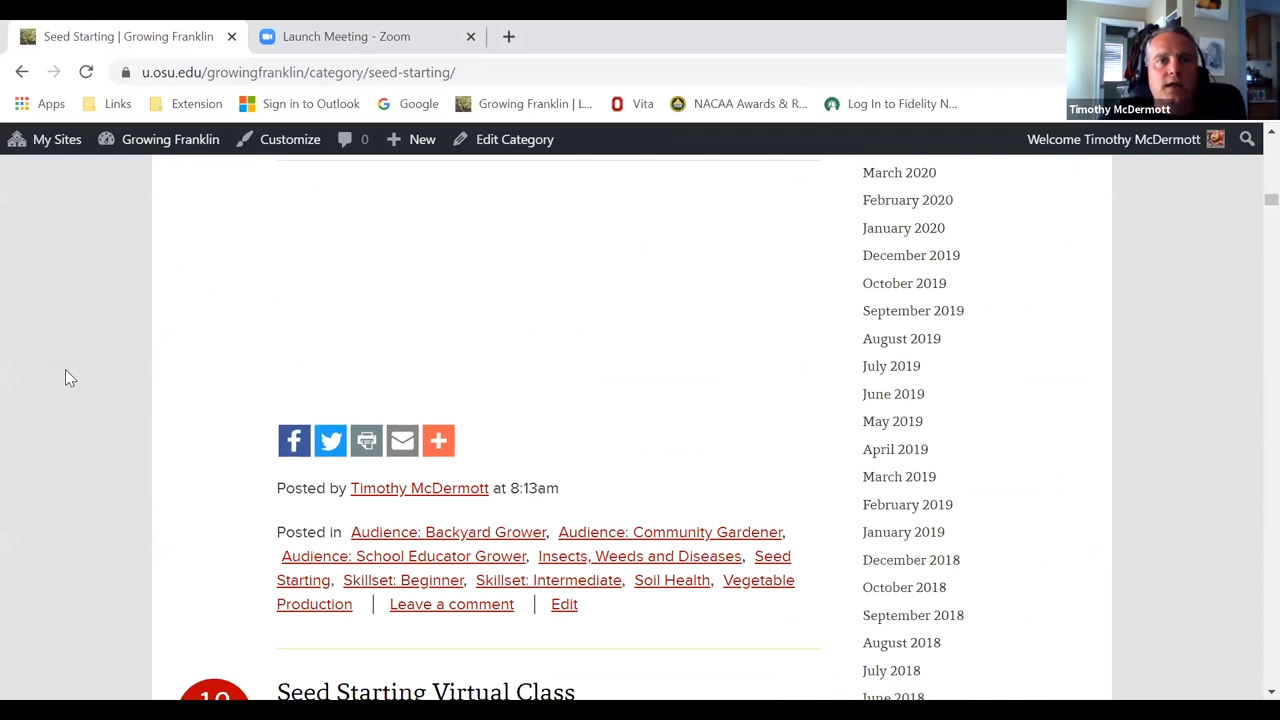 Seed Starting | Growing Franklin
Launch Meeting - Zoom
u.osu.edu/growingfranklin/category/seed-starting/
Apps Links Extension Sign in to Outlook Google Growing Franklin | L... Vita NACAA Awards & R... Log In to Fidelity N...
Timothy McDermott
My Sites Growing Franklin Customize 0 New Edit Category Welcome Timothy McDermott
March 2020
February 2020
January 2020
December 2019
October 2019
September 2019
August 2019
July 2019
June 2019
May 2019
April 2019
March 2019
February 2019
January 2019
December 2018
October 2018
September 2018
August 2018
July 2018
June 2018
Posted by Timothy McDermott at 8:13am
Posted in Audience: Backyard Grower, Audience: Community Gardener,
Audience: School Educator Grower, Insects, Weeds and Diseases, Seed
Starting, Skillset: Beginner, Skillset: Intermediate, Soil Health, Vegetable
Production | Leave a comment | Edit
10
Seed Starting Virtual Class